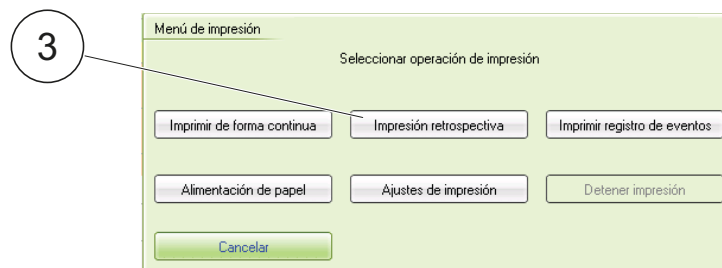 3
Menú de impresión
Seleccionar operación de impresión
Imprimir de forma continua
Impresión retrospectiva
Imprimir registro de eventos
Alimentación de papel
Ajustes de impresión
Detener impresión
Cancelar